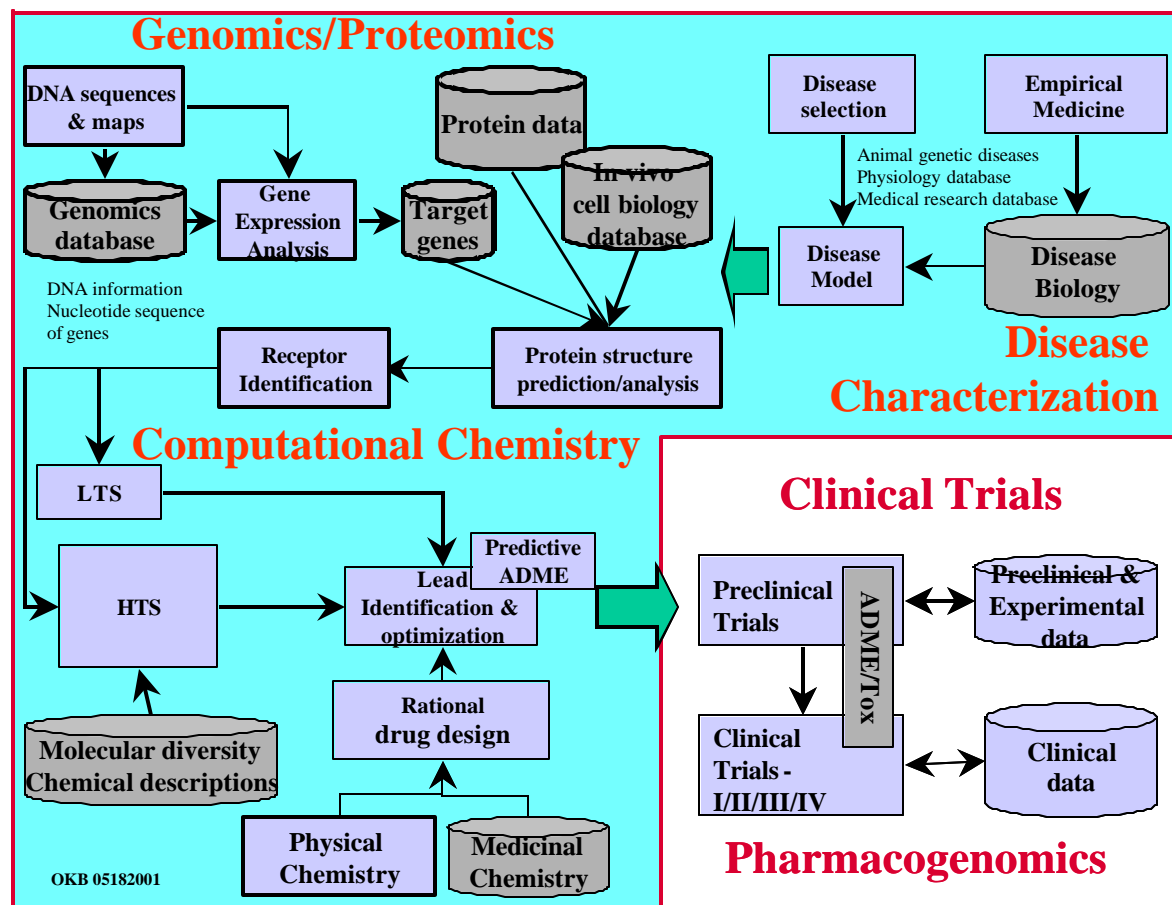 Genomics/Proteomics
DNA sequences
& maps
Protein data
Disease
selection
Empirical
Medicine
In-vivo
cell biology
database
Animal genetic diseases
Physiology database
Medical research database
Genomics
database
Gene
Expression
Analysis
Target
genes
Disease
Model
Disease
Biology
DNA information
Nucleotide sequence
of genes
Receptor
Identification
Protein structure
prediction/analysis
Disease
Characterization
Computational Chemistry
LTS
HTS
Predictive
ADME
Lead
Identification &
optimization
Rational
drug design
Molecular diversity
Chemical descriptions
Physical
Chemistry
Medicinal
Chemistry
OKB 05182001
Clinical Trials
Preclinical
Trials
ADME/Tox
Preclinical &
Experimental
data
Clinical
Trials -
I/II/III/IV
Clinical
data
Pharmacogenomics